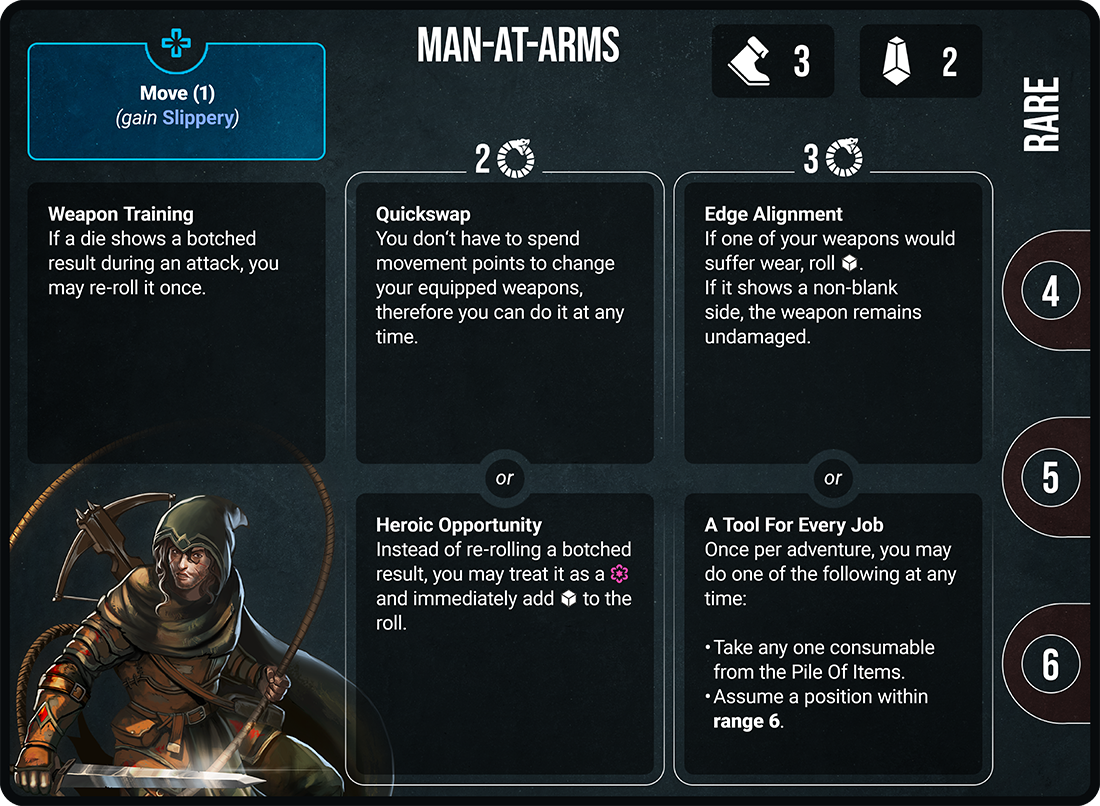 MAN-AT-ARMS
3
2
RARE
Move (1)
(gain Slippery)
Weapon Training
If a die shows a botched
result during an attack, you
may re-roll it once.
2
Quickswap
You don‘t have to spend
movement points to change
your equipped weapons,
therefore you can do it at any
time.
or
Heroic Opportunity
Instead of re-rolling a botched
result, you may treat it as a
and immediately add to the
roll.
3
Edge Alignment
If one of your weapons would
suffer wear, roll .
If it shows a non-blank
side, the weapon remains
undamaged.
or
A Tool For Every Job
Once per adventure, you may
do one of the following at any
time:
•Take any one consumable
from the Pile Of Items.
•Assume a position within
range 6.
4
5
6